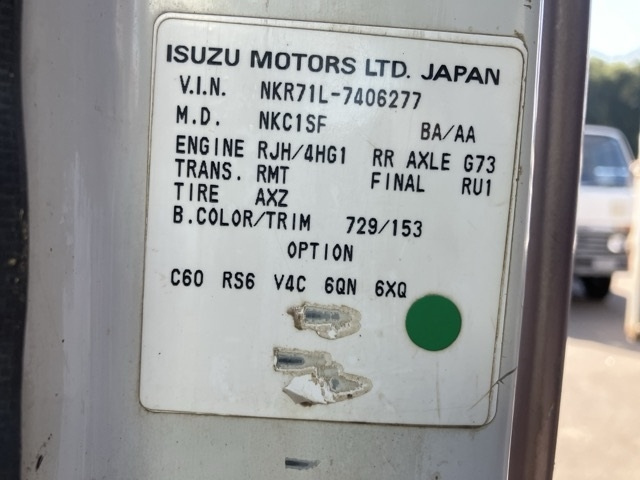 ISUZU MOTORS LTD. JAPAN
V.I.N. NKR71L-7406277
M.D. NKC1SF BA/AA
ENGINE RJH/4HG1 RR AXLE G73
TRANS. RMT FINAL RU1
TIRE AXZ
B.COLOR/TRIM 729/153
OPTION
C60 RS6 V4C 6QN 6XQ